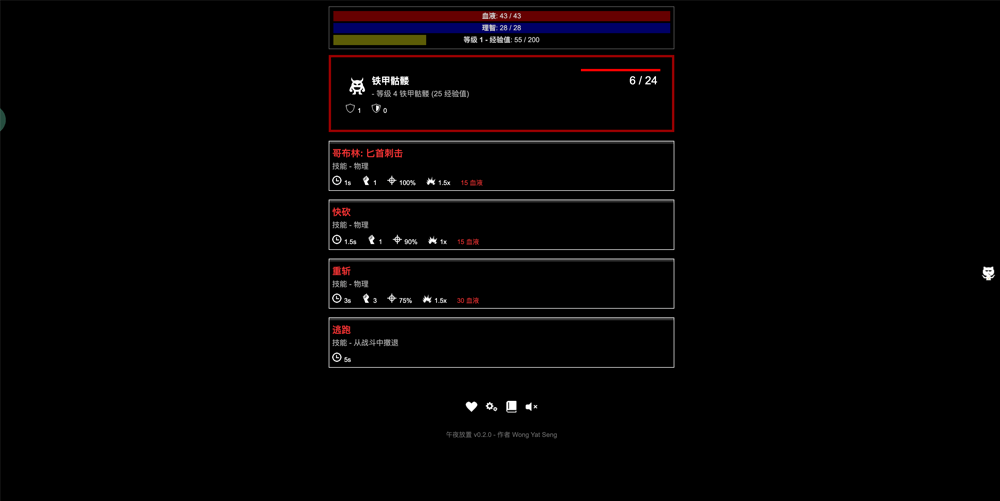 血液: 43 / 43
理智: 28 / 28
等级 1 - 经验值: 55 / 200
铁甲骷髅
6 / 24
- 等级 4 铁甲骷髅 (25 经验值)
1 0
哥布林: 匕首刺击
技能 - 物理
1s 1 100% 1.5x 15 血液
快砍
技能 - 物理
1.5s 1 90% 1x 15 血液
重斩
技能 - 物理
3s 3 75% 1.5x 30 血液
逃跑
技能 - 从战斗中撤退
5s
午夜放置 v0.2.0 - 作者 Wong Yat Seng